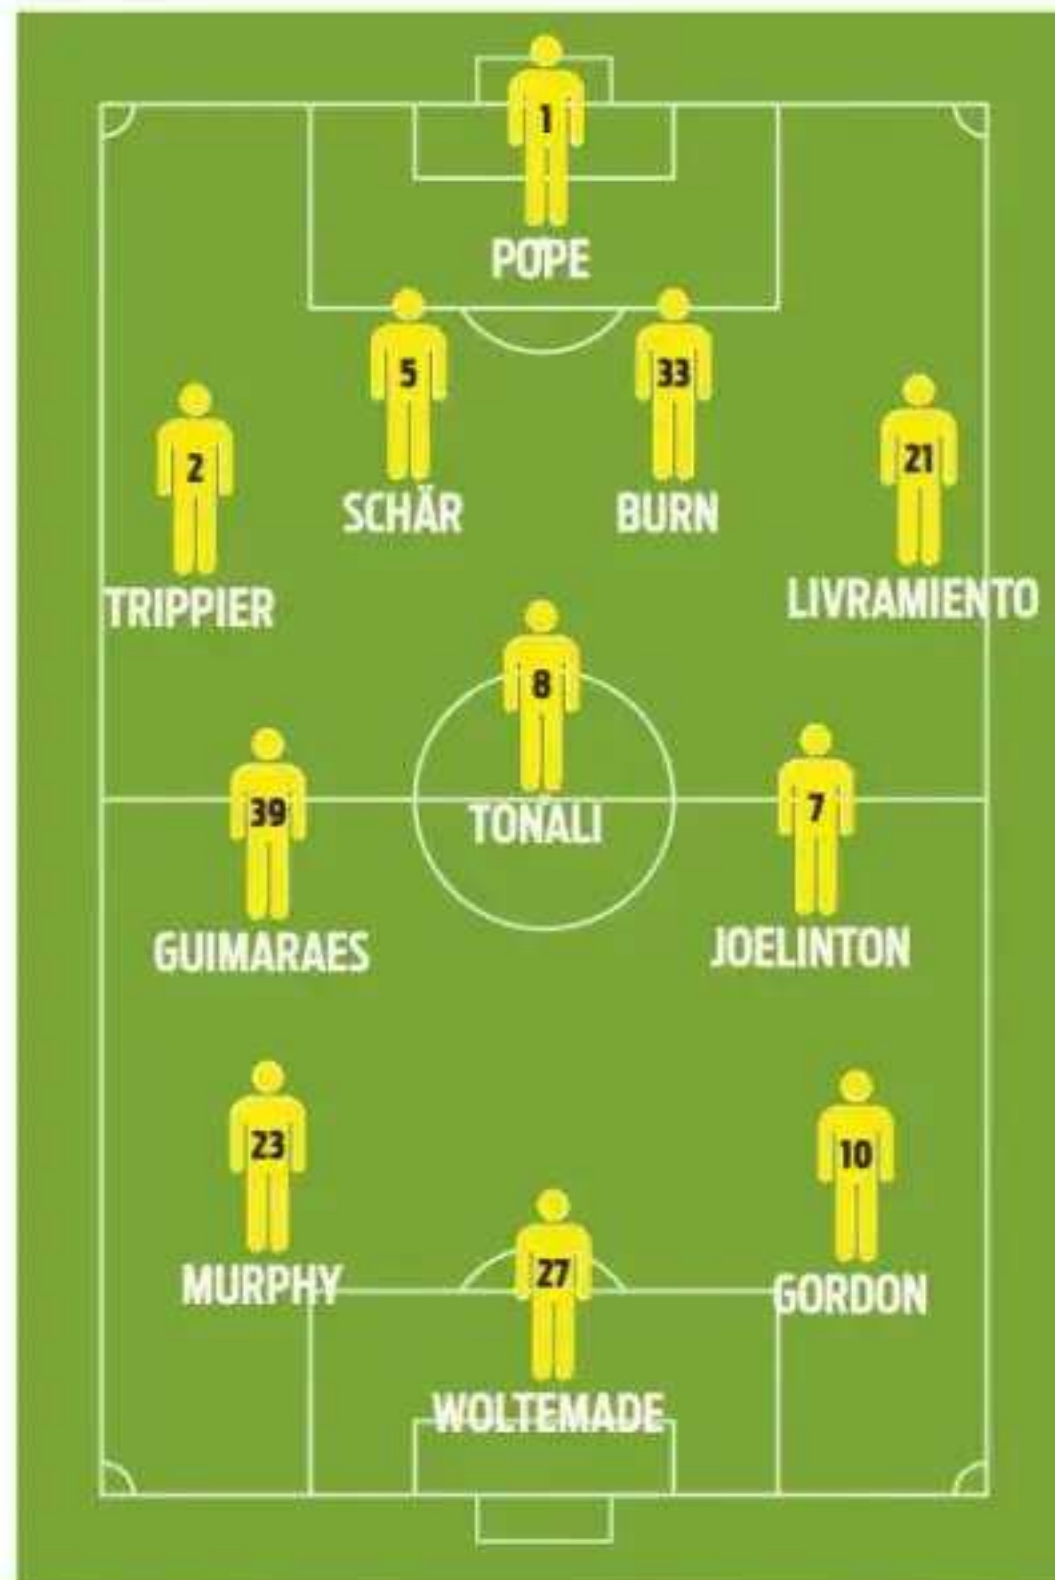 1
POPE
5
SCHÄR
33
BURN
2
TRIPPIER
21
LIVRAMIENTO
8
TONALI
39
GUIMARAES
7
JOELINTON
23
MURPHY
10
GORDON
27
WOLTEMADE